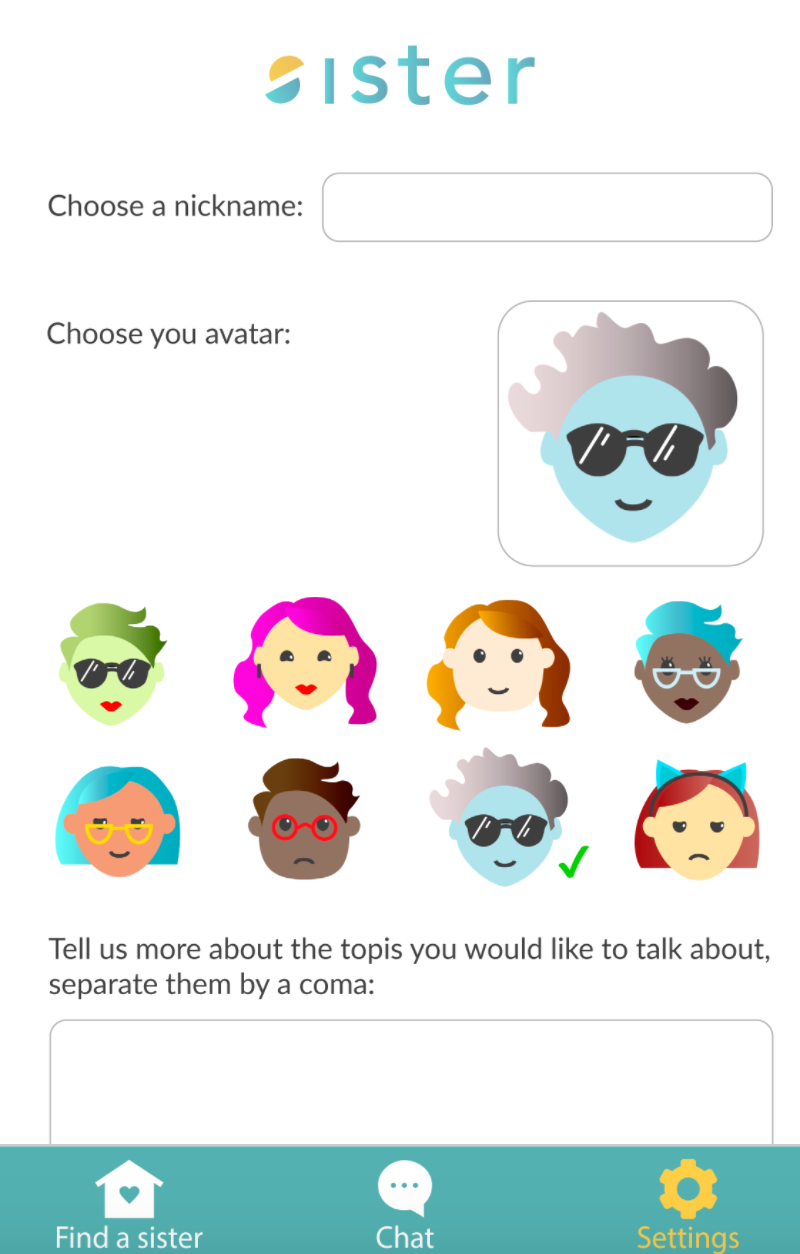 sister
Choose a nickname:
Choose you avatar:
Tell us more about the topis you would like to talk about,
separate them by a coma:
Find a sister
Chat
Settings